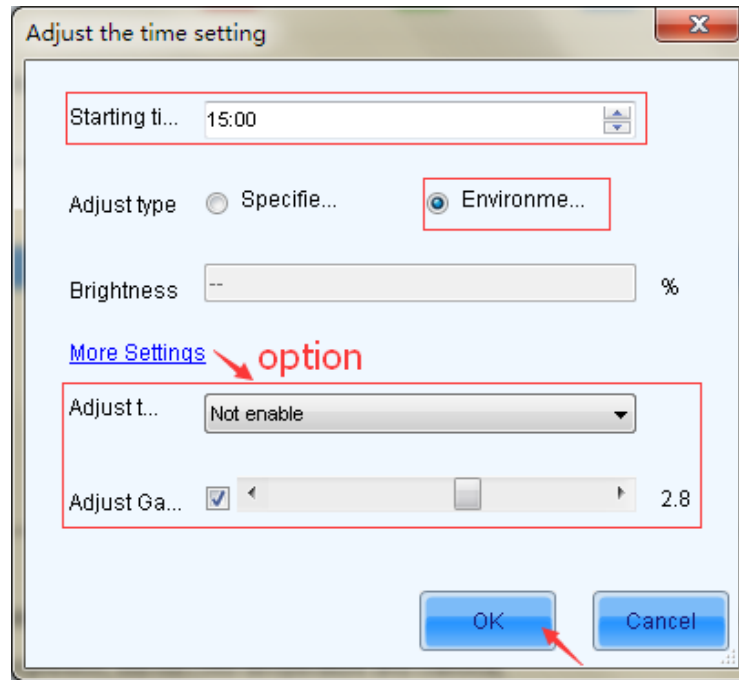 Adjust the time setting
Starting ti... 15:00
Adjust type Specifie... Environme...
Brightness -- %
More Settings option
Adjust t... Not enable
Adjust Ga... 2.8
OK Cancel